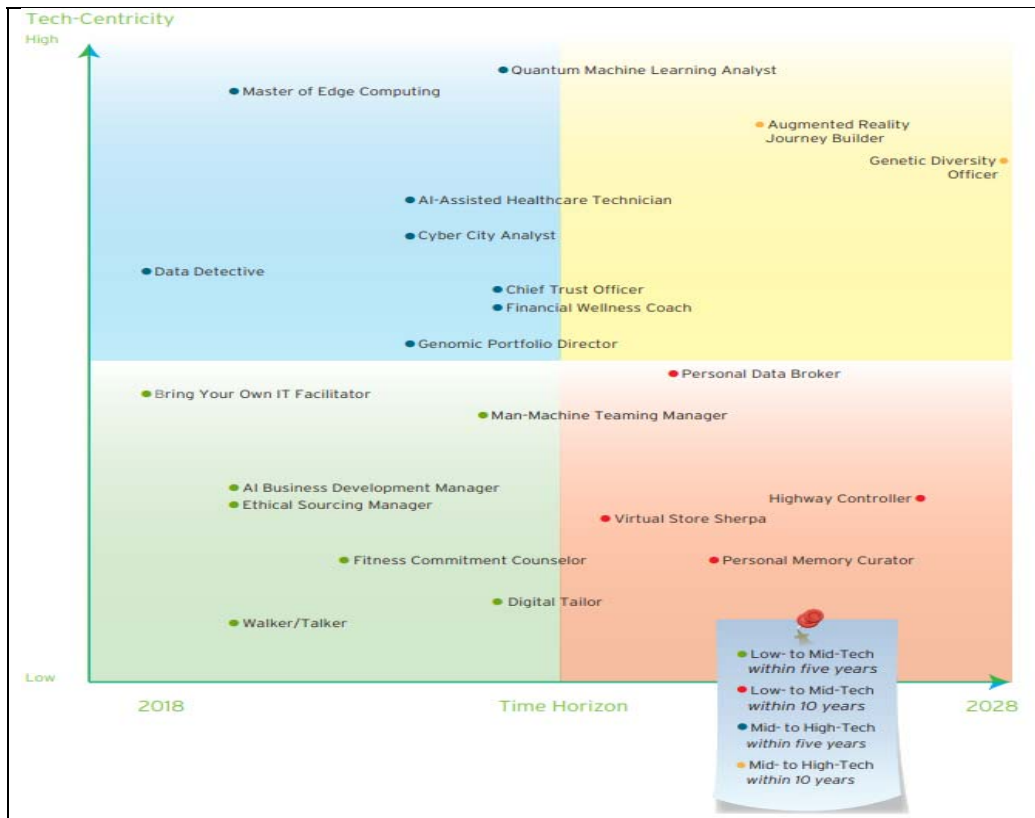 Tech-Centricity
High
Quantum Machine Learning Analyst
Master of Edge Computing
Augmented Reality
Journey Builder
Genetic Diversity
Officer
AI-Assisted Healthcare Technician
Cyber City Analyst
Data Detective
Chief Trust Officer
Financial Wellness Coach
Genomic Portfolio Director
Personal Data Broker
Bring Your Own IT Facilitator
Man-Machine Teaming Manager
AI Business Development Manager
Highway Controller
Ethical Sourcing Manager
Virtual Store Sherpa
Fitness Commitment Counselor
Personal Memory Curator
Digital Tailor
Walker/Talker
Low- to Mid-Tech
within five years
Low- to Mid-Tech
within 10 years
Mid- to High-Tech
within five years
Mid- to High-Tech
within 10 years
Low
2018
Time Horizon
2028